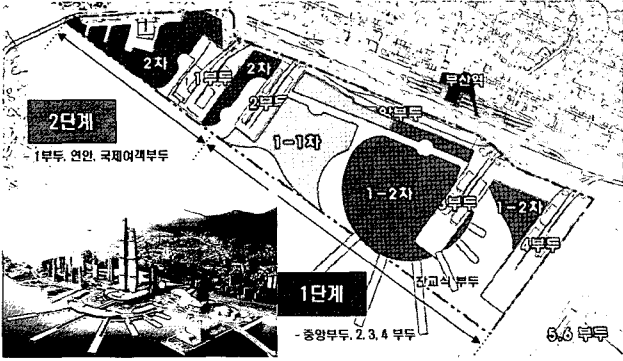 2차
1부두
2차
부산역
2단계
2부두
중앙부두
- 1부두, 연안, 국제여객부두
1-1차
1-2차
3부두
1-2차
4부두
1단계
잔교식 부두
- 중앙부두, 2, 3, 4 부두
5,6 부두